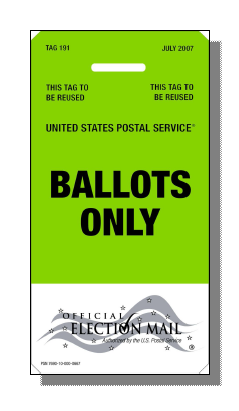 TAG 191 JULY 2007
THIS TAG TO THIS TAG TO
BE REUSED BE REUSED
UNITED STATES POSTAL SERVICE®
BALLOTS
ONLY
OFFICIAL
ELECTION MAIL
Authorized by the U.S. Postal Service
®